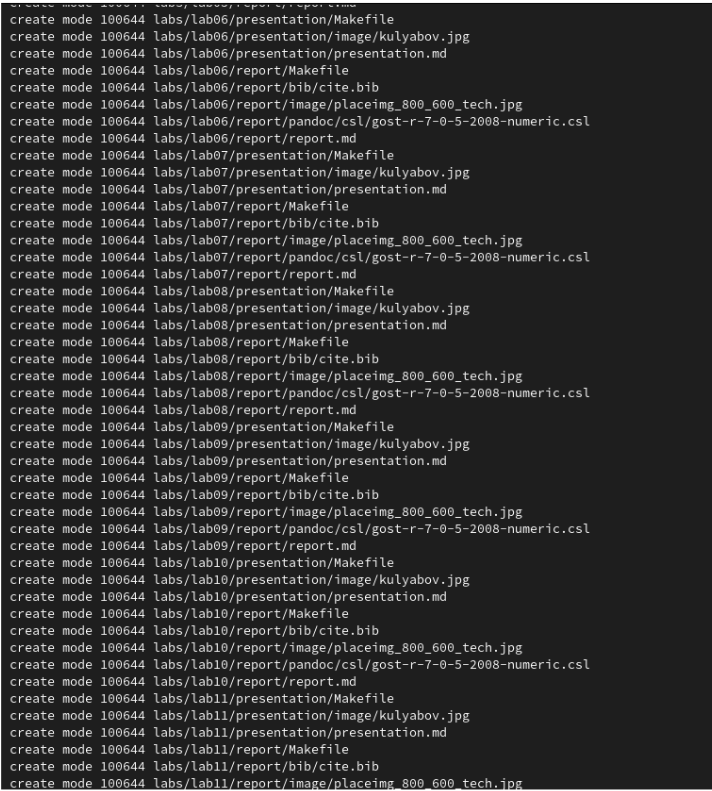 create mode 100644 labs/lab06/presentation/Makefile
create mode 100644 labs/lab06/presentation/image/kulyabov.jpg
create mode 100644 labs/lab06/presentation/presentation.md
create mode 100644 labs/lab06/report/Makefile
create mode 100644 labs/lab06/report/bib/cite.bib
create mode 100644 labs/lab06/report/image/placeimg_800_600_tech.jpg
create mode 100644 labs/lab06/report/pandoc/csl/gost-r-7-0-5-2008-numeric.csl
create mode 100644 labs/lab06/report/report.md
create mode 100644 labs/lab07/presentation/Makefile
create mode 100644 labs/lab07/presentation/image/kulyabov.jpg
create mode 100644 labs/lab07/presentation/presentation.md
create mode 100644 labs/lab07/report/Makefile
create mode 100644 labs/lab07/report/bib/cite.bib
create mode 100644 labs/lab07/report/image/placeimg_800_600_tech.jpg
create mode 100644 labs/lab07/report/pandoc/csl/gost-r-7-0-5-2008-numeric.csl
create mode 100644 labs/lab07/report/report.md
create mode 100644 labs/lab08/presentation/Makefile
create mode 100644 labs/lab08/presentation/image/kulyabov.jpg
create mode 100644 labs/lab08/presentation/presentation.md
create mode 100644 labs/lab08/report/Makefile
create mode 100644 labs/lab08/report/bib/cite.bib
create mode 100644 labs/lab08/report/image/placeimg_800_600_tech.jpg
create mode 100644 labs/lab08/report/pandoc/csl/gost-r-7-0-5-2008-numeric.csl
create mode 100644 labs/lab08/report/report.md
create mode 100644 labs/lab09/presentation/Makefile
create mode 100644 labs/lab09/presentation/image/kulyabov.jpg
create mode 100644 labs/lab09/presentation/presentation.md
create mode 100644 labs/lab09/report/Makefile
create mode 100644 labs/lab09/report/bib/cite.bib
create mode 100644 labs/lab09/report/image/placeimg_800_600_tech.jpg
create mode 100644 labs/lab09/report/pandoc/csl/gost-r-7-0-5-2008-numeric.csl
create mode 100644 labs/lab09/report/report.md
create mode 100644 labs/lab10/presentation/Makefile
create mode 100644 labs/lab10/presentation/image/kulyabov.jpg
create mode 100644 labs/lab10/presentation/presentation.md
create mode 100644 labs/lab10/report/Makefile
create mode 100644 labs/lab10/report/bib/cite.bib
create mode 100644 labs/lab10/report/image/placeimg_800_600_tech.jpg
create mode 100644 labs/lab10/report/pandoc/csl/gost-r-7-0-5-2008-numeric.csl
create mode 100644 labs/lab10/report/report.md
create mode 100644 labs/lab11/presentation/Makefile
create mode 100644 labs/lab11/presentation/image/kulyabov.jpg
create mode 100644 labs/lab11/presentation/presentation.md
create mode 100644 labs/lab11/report/Makefile
create mode 100644 labs/lab11/report/bib/cite.bib
create mode 100644 labs/lab11/report/image/placeimg_800_600_tech.jpg